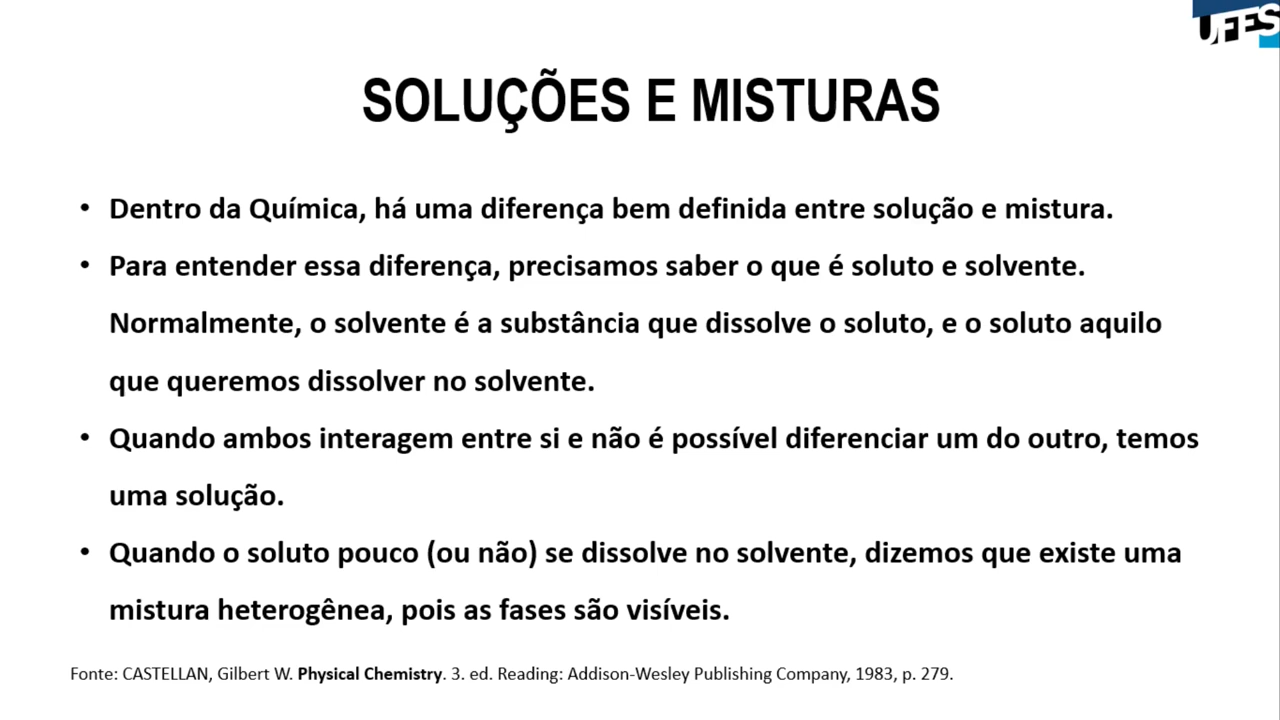 UFES
SOLUÇÕES E MISTURAS
• Dentro da Química, há uma diferença bem definida entre solução e mistura.
• Para entender essa diferença, precisamos saber o que é soluto e solvente.
Normalmente, o solvente é a substância que dissolve o soluto, e o soluto aquilo
que queremos dissolver no solvente.
• Quando ambos interagem entre si e não é possível diferenciar um do outro, temos
uma solução.
• Quando o soluto pouco (ou não) se dissolve no solvente, dizemos que existe uma
mistura heterogênea, pois as fases são visíveis.
Fonte: CASTELLAN, Gilbert W. Physical Chemistry. 3. ed. Reading: Addison-Wesley Publishing Company, 1983, p. 279.